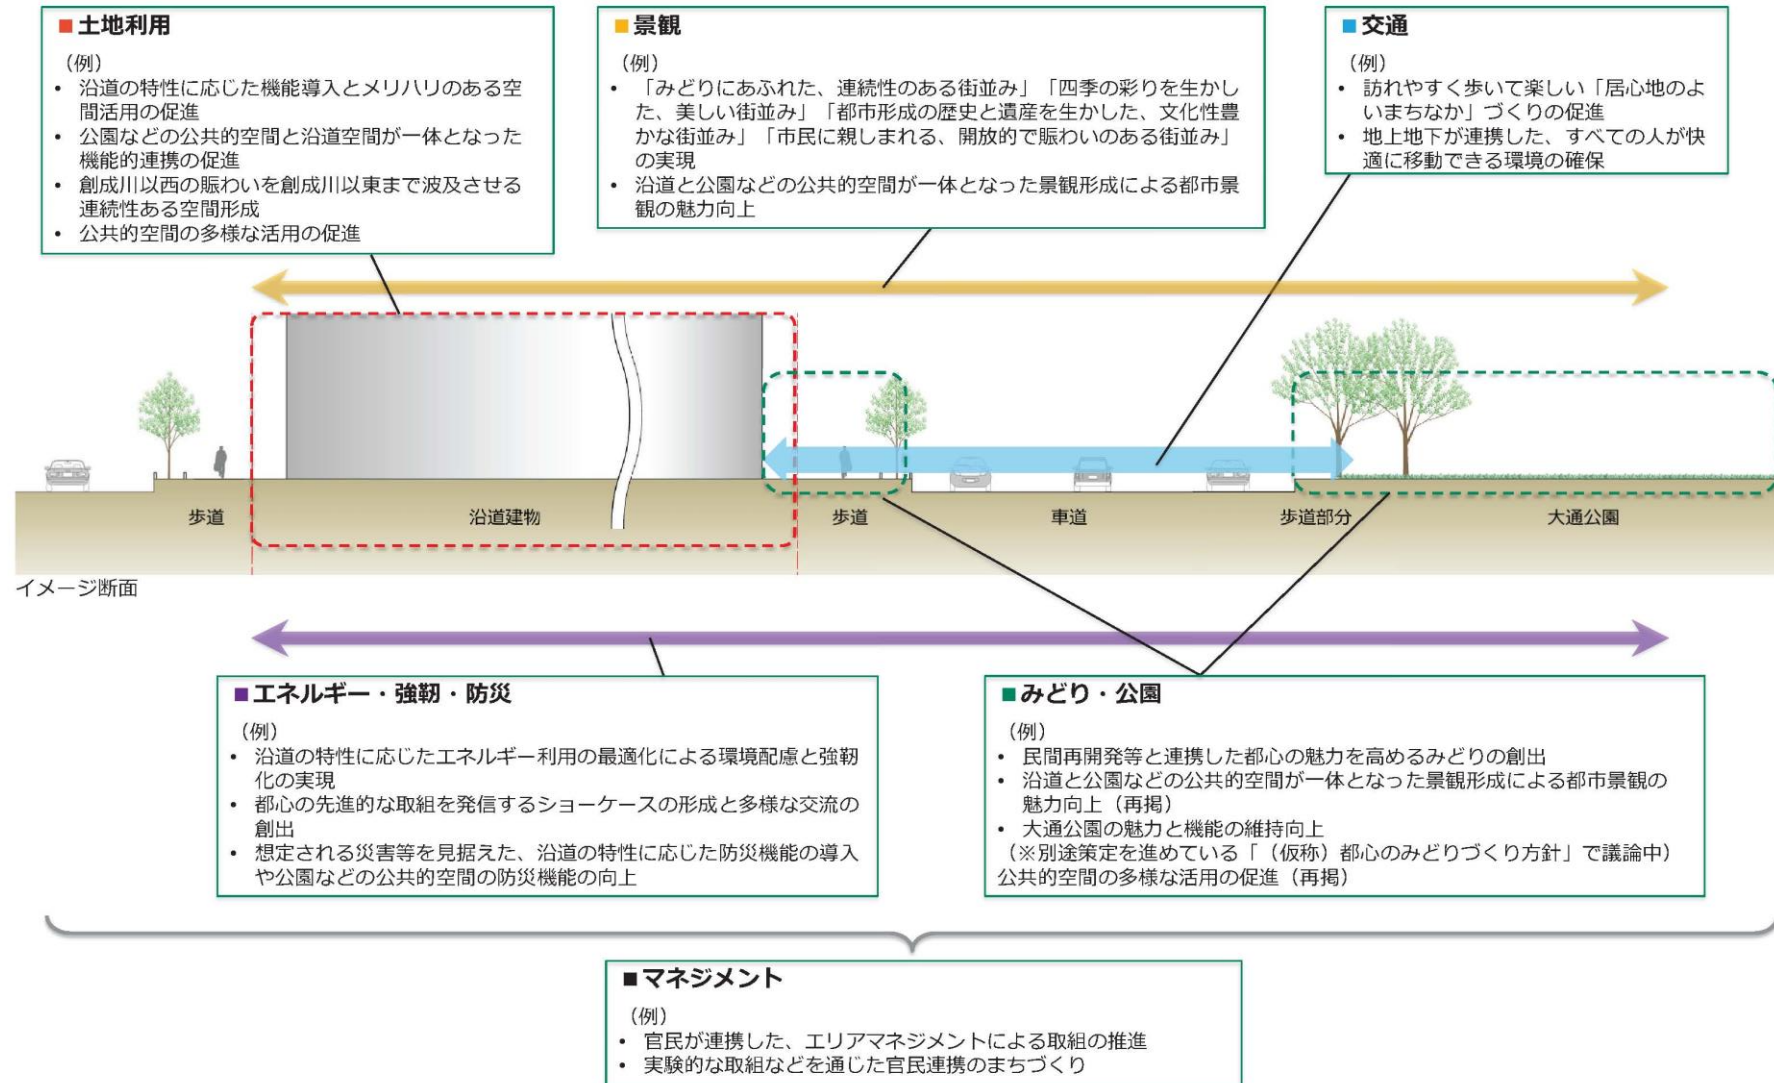 ■土地利用
（例）
• 沿道の特性に応じた機能導入とメリハリのある空
間活用の促進
• 公園などの公共的空間と沿道空間が一体となった
機能的連携の促進
• 創成川以西の賑わいを創成川以東まで波及させる
連続性ある空間形成
• 公共的空間の多様な活用の促進
■景観
（例）
• 「みどりにあふれた、連続性のある街並み」「四季の彩りを生かし
た、美しい街並み」「都市形成の歴史と遺産を生かした、文化性豊
かな街並み」「市民に親しまれる、開放的で賑わいのある街並み」
の実現
• 沿道と公園などの公共的空間が一体となった景観形成による都市景
観の魅力向上
■交通
（例）
• 訪れやすく歩いて楽しい「居心地のよ
いまちなか」づくりの促進
• 地上地下が連携した、すべての人が快
適に移動できる環境の確保
歩道
沿道建物
歩道
車道
歩道部分
大通公園
イメージ断面
■エネルギー・強靭・防災
（例）
• 沿道の特性に応じたエネルギー利用の最適化による環境配慮と強靭
化の実現
• 都心の先進的な取組を発信するショーケースの形成と多様な交流の
創出
• 想定される災害等を見据えた、沿道の特性に応じた防災機能の導入
や公園などの公共的空間の防災機能の向上
■みどり・公園
（例）
• 民間再開発等と連携した都心の魅力を高めるみどりの創出
• 沿道と公園などの公共的空間が一体となった景観形成による都市景観の
魅力向上（再掲）
• 大通公園の魅力と機能の維持向上
（※別途策定を進めている「（仮称）都心のみどりづくり方針」で議論中）
公共的空間の多様な活用の促進（再掲）
■マネジメント
（例）
• 官民が連携した、エリアマネジメントによる取組の推進
• 実験的な取組などを通じた官民連携のまちづくり